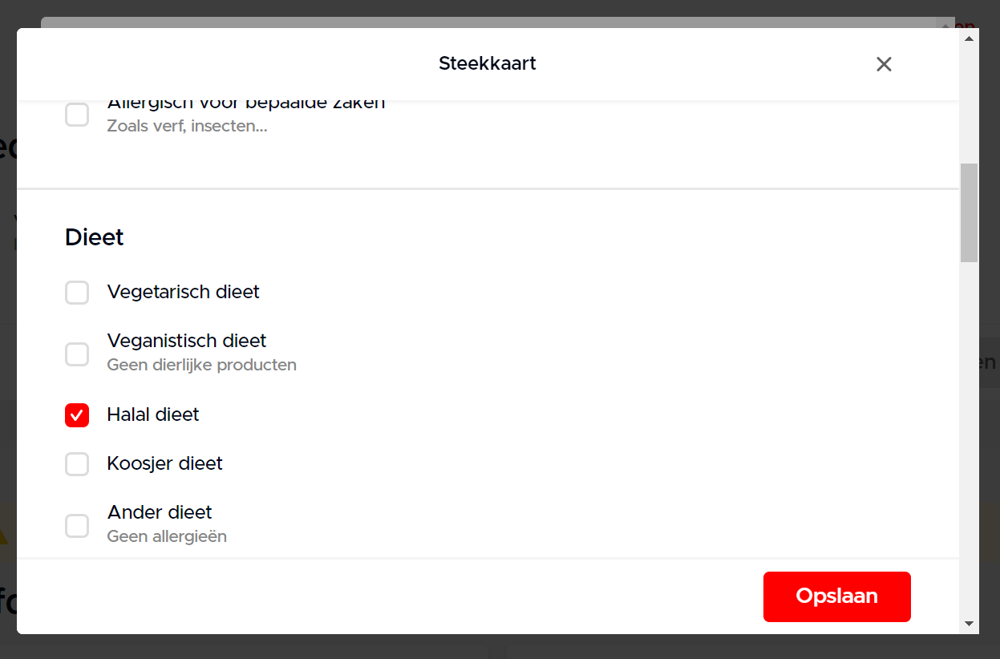 Steekkaart
Allergisch voor bepaalde zaken
Zoals verf, insecten...
Dieet
Vegetarisch dieet
Veganistisch dieet
Geen dierlijke producten
Halal dieet
Koosjer dieet
Ander dieet
Geen allergieën
Opslaan